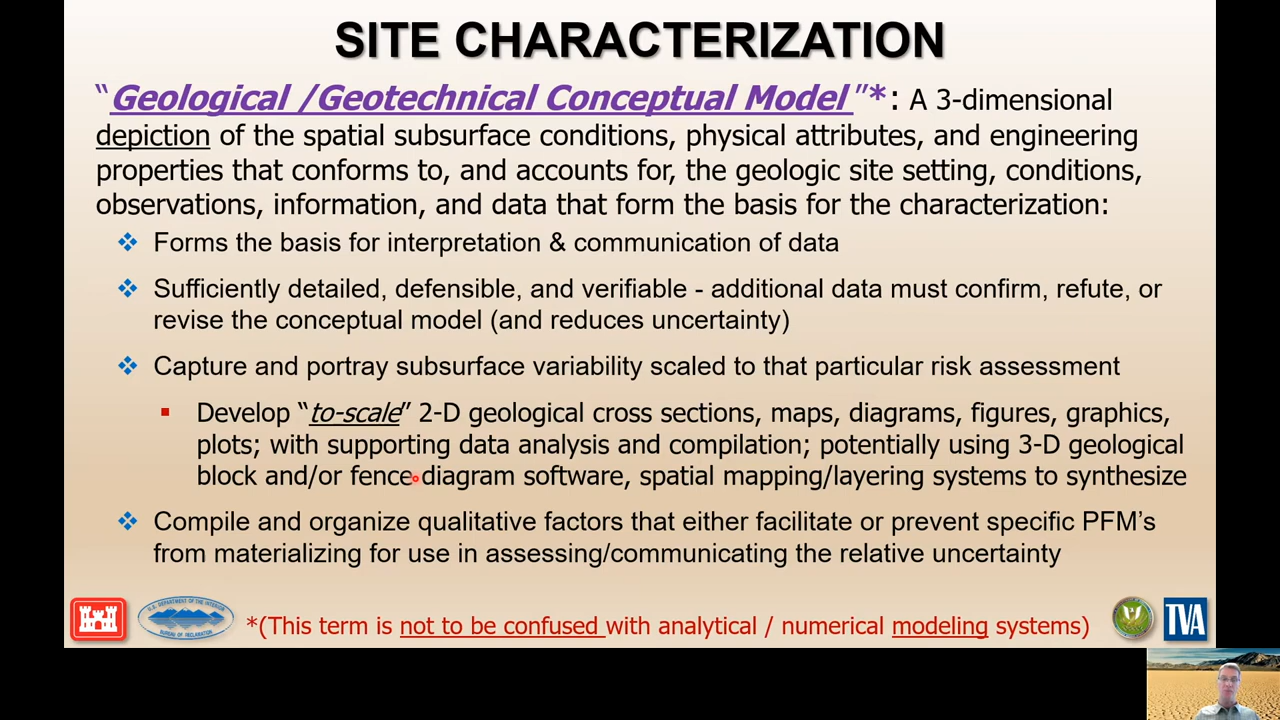 SITE CHARACTERIZATION
"Geological /Geotechnical Conceptual Model "*: A 3-dimensional
depiction of the spatial subsurface conditions, physical attributes, and engineering
properties that conforms to, and accounts for, the geologic site setting, conditions,
observations, information, and data that form the basis for the characterization:
❖ Forms the basis for interpretation & communication of data
❖ Sufficiently detailed, defensible, and verifiable - additional data must confirm, refute, or
revise the conceptual model (and reduces uncertainty)
❖ Capture and portray subsurface variability scaled to that particular risk assessment
▪ Develop "to-scale" 2-D geological cross sections, maps, diagrams, figures, graphics,
plots; with supporting data analysis and compilation; potentially using 3-D geological
block and/or fence diagram software, spatial mapping/layering systems to synthesize
❖ Compile and organize qualitative factors that either facilitate or prevent specific PFM's
from materializing for use in assessing/communicating the relative uncertainty
U.S. DEPARTMENT OF THE INTERIOR
BUREAU OF RECLAMATION
*(This term is not to be confused with analytical / numerical modeling systems)
TVA